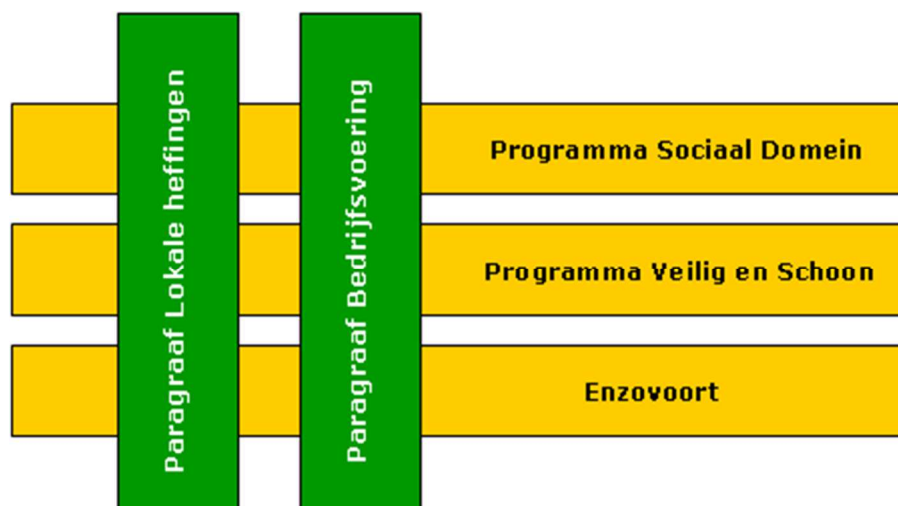 Paragraaf Lokale heffingen
Paragraaf Bedrijfsvoering
Programma Sociaal Domein
Programma Veilig en Schoon
Enzovoort